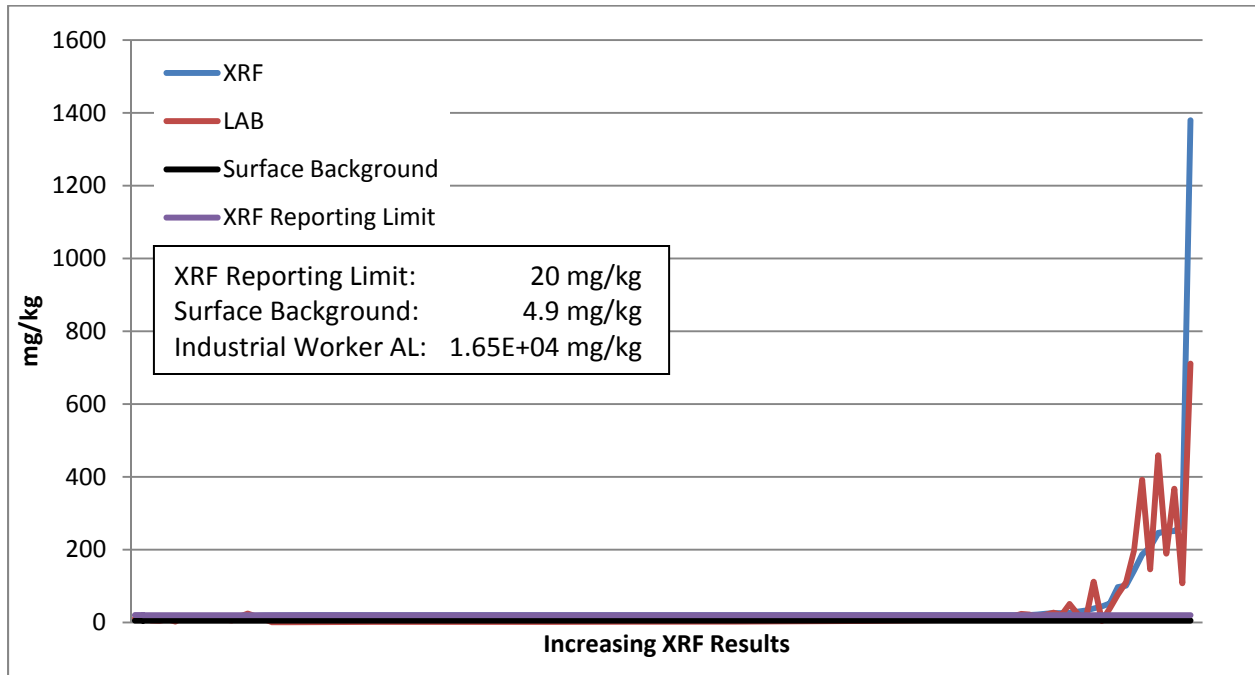 1600
1400
1200
1000
800
600
400
200
0
mg/kg
XRF
LAB
Surface Background
XRF Reporting Limit
XRF Reporting Limit: 20 mg/kg
Surface Background: 4.9 mg/kg
Industrial Worker AL: 1.65E+04 mg/kg
Increasing XRF Results